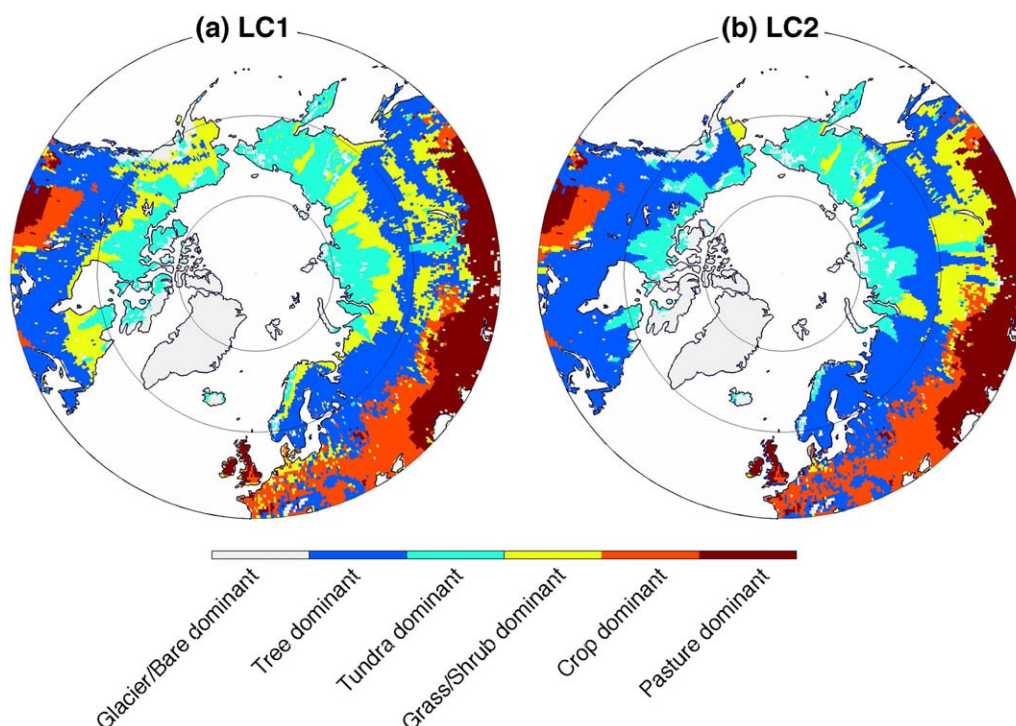 (a) LC1
(b) LC2
Glacier/Bare dominant
Tree dominant
Tundra dominant
Grass/Shrub dominant
Crop dominant
Pasture dominant